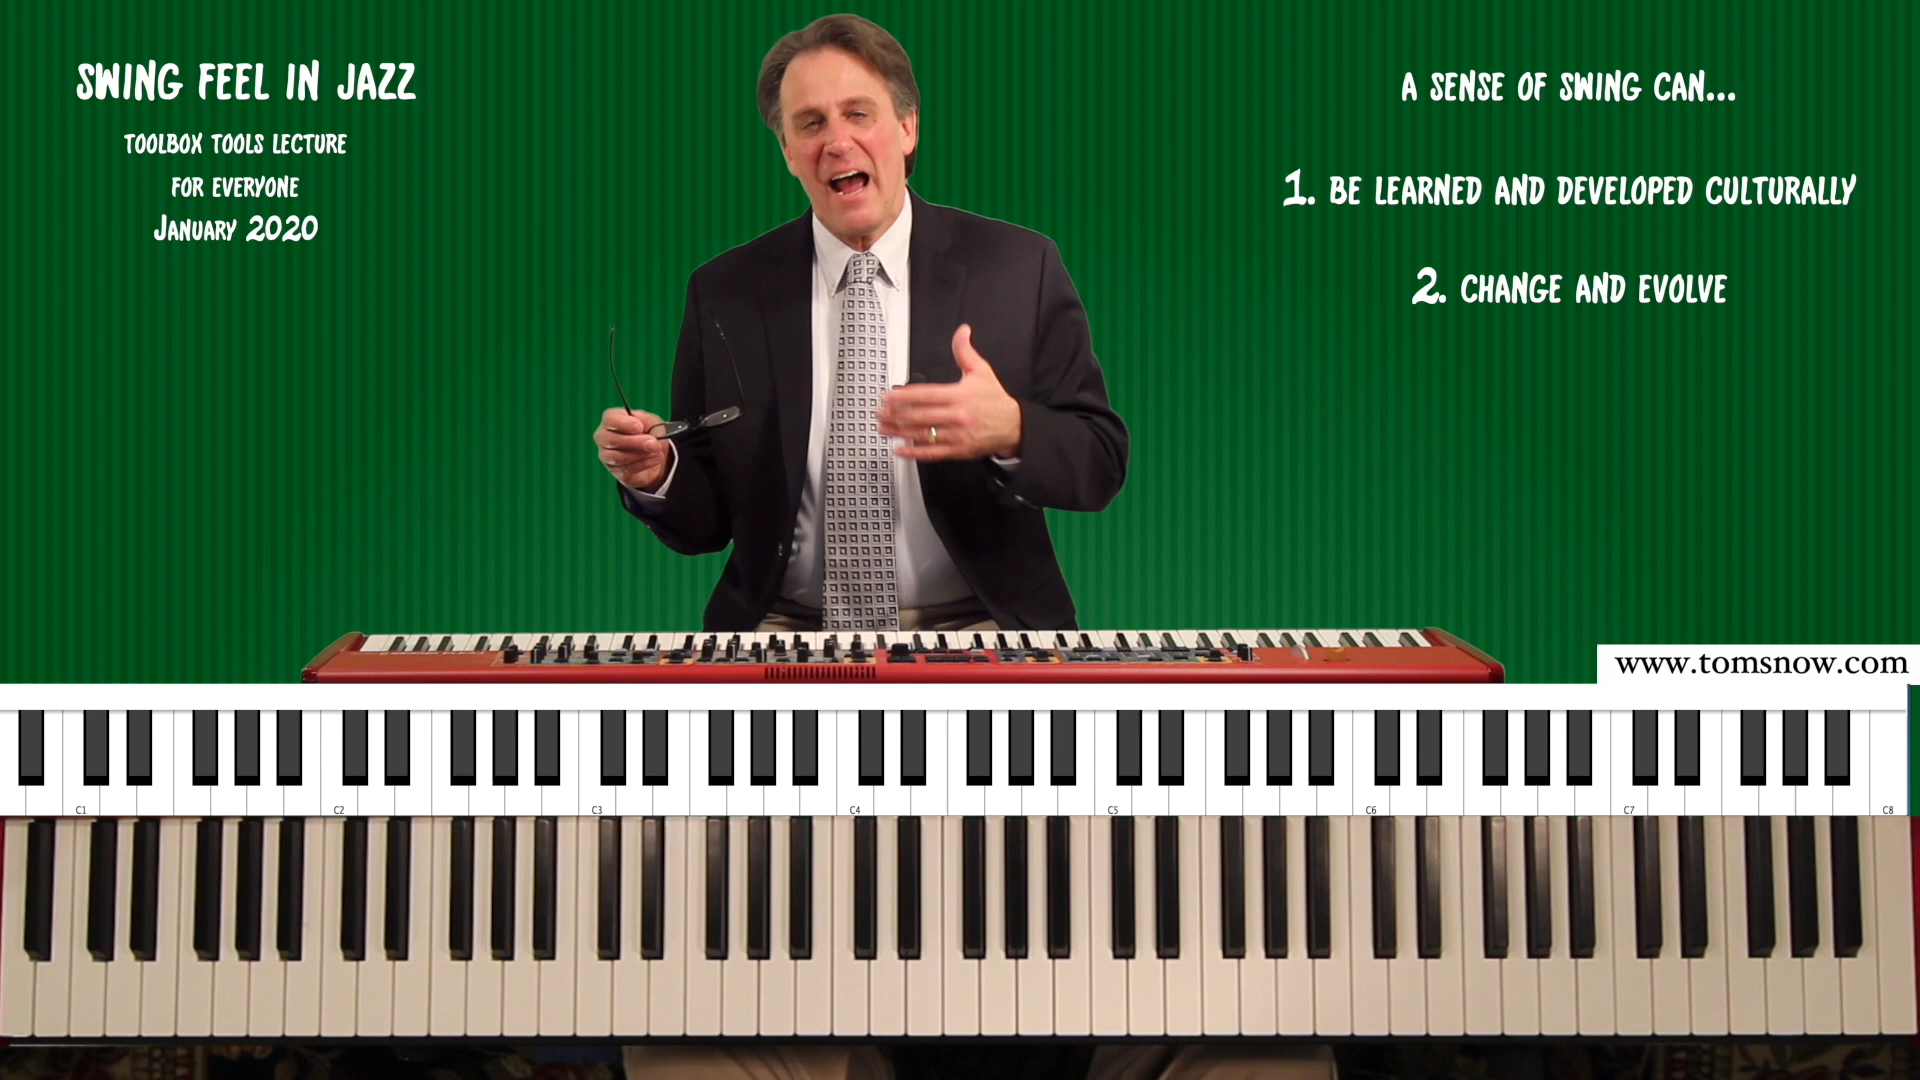 SWING FEEL IN JAZZ
TOOLBOX TOOLS LECTURE
FOR EVERYONE
JANUARY 2020
A SENSE OF SWING CAN...
1. BE LEARNED AND DEVELOPED CULTURALLY
2. CHANGE AND EVOLVE
www.tomsnow.com
C1 C2 C3 C4 C5 C6 C7 C8